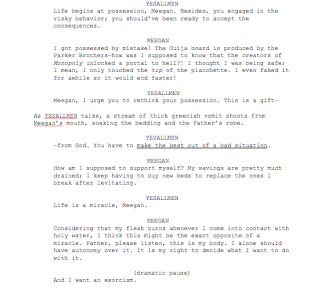 YESALLMEN
Life begins at possession, Meegan. Besides, you engaged in the
risky behavior; you should've been ready to accept the
consequences.
MEEGAN
I got possessed by mistake! The Ouija board is produced by the
Parker Brothers—how was I supposed to know that the creators of
Monopoly unlocked a portal to hell?! I thought I was being safe;
I mean, I only touched the tip of the planchette. I even faked it
for awhile so it would end faster!
YESALLMEN
Meegan, I urge you to rethink your possession. This is a gift—
As YESALLMEN talks, a stream of thick greenish vomit shoots from
Meegan's mouth, soaking the bedding and the Father's robe.
YESALLMEN
—from God. You have to make the best out of a bad situation.
MEEGAN
How am I supposed to support myself? My savings are pretty much
drained; I keep having to buy new beds to replace the ones I
break after levitating.
YESALLMEN
Life is a miracle, Meegan.
MEEGAN
Considering that my flesh burns whenever I come into contact with
holy water, I think this might be the exact opposite of a
miracle. Father, please listen, this is my body. I alone should
have autonomy over it. It is my right to decide what I want to do
with it.
(dramatic pause)
And I want an exorcism.